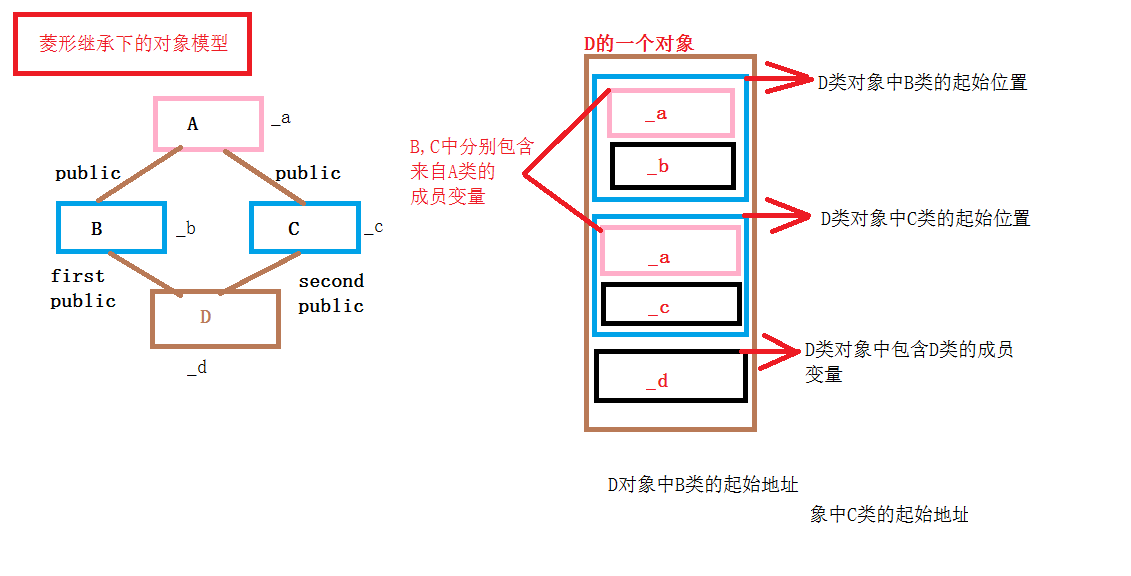 菱形继承下的对象模型
A
_a
public
public
B
_b
C
_c
first
public
second
public
D
_d
B,C中分别包含
来自A类的
成员变量
D的一个对象
_a
_b
_a
_c
_d
D类对象中B类的起始位置
D类对象中C类的起始位置
D类对象中包含D类的成员
变量
D对象中B类的起始地址
象中C类的起始地址